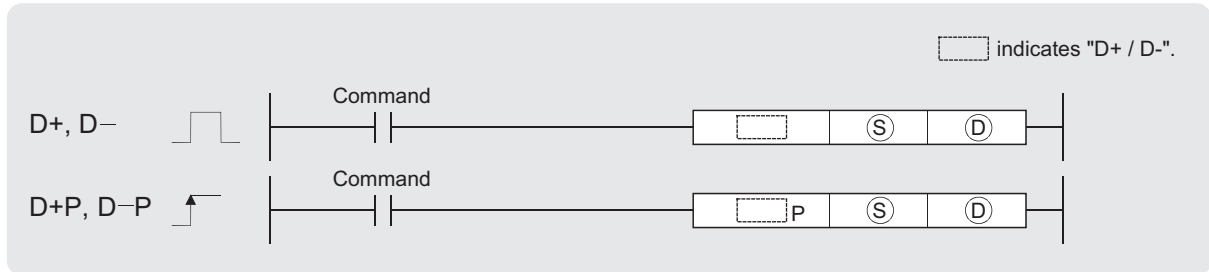 indicates "D+ / D-".
Command
D+, D− Ⓢ Ⓓ
Command
D+P, D−P P Ⓢ Ⓓ